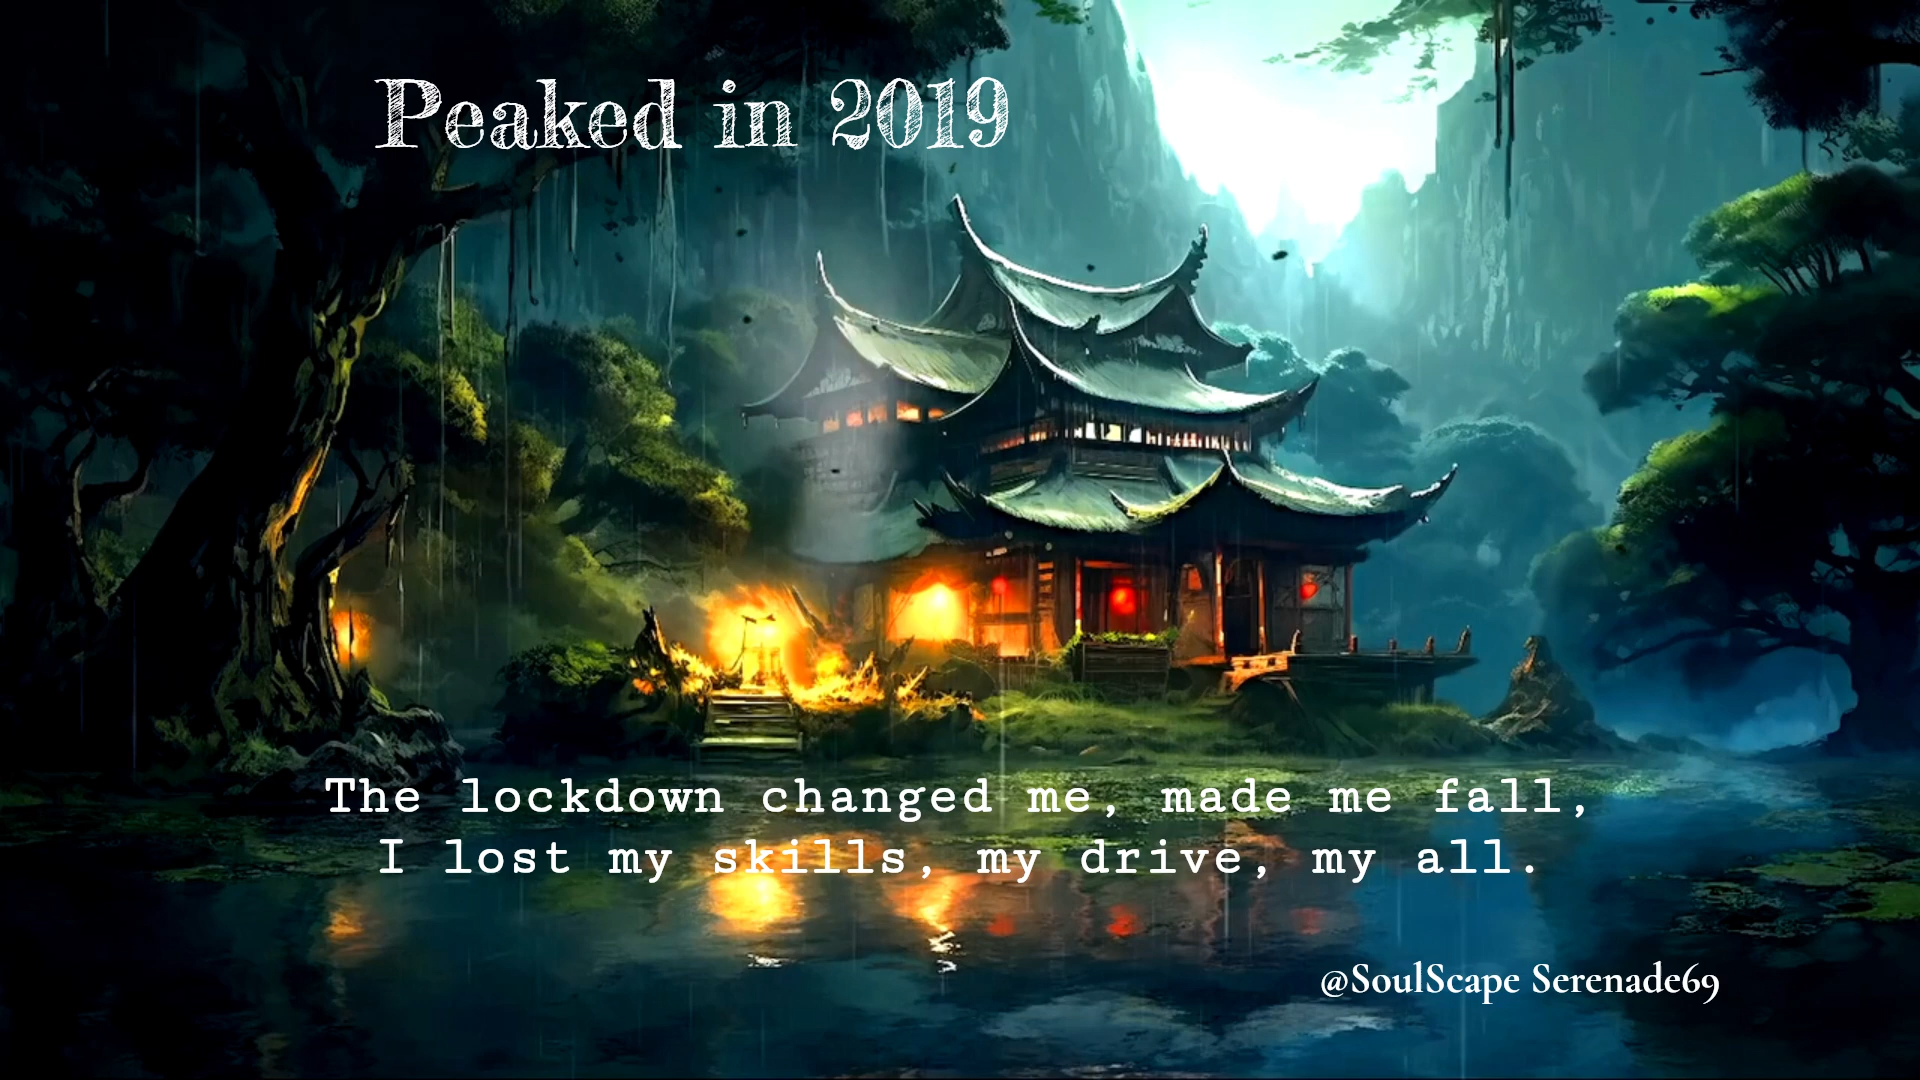 Peaked in 2019
The lockdown changed me, made me fall,
I lost my skills, my drive, my all.
@SoulScape Serenade69